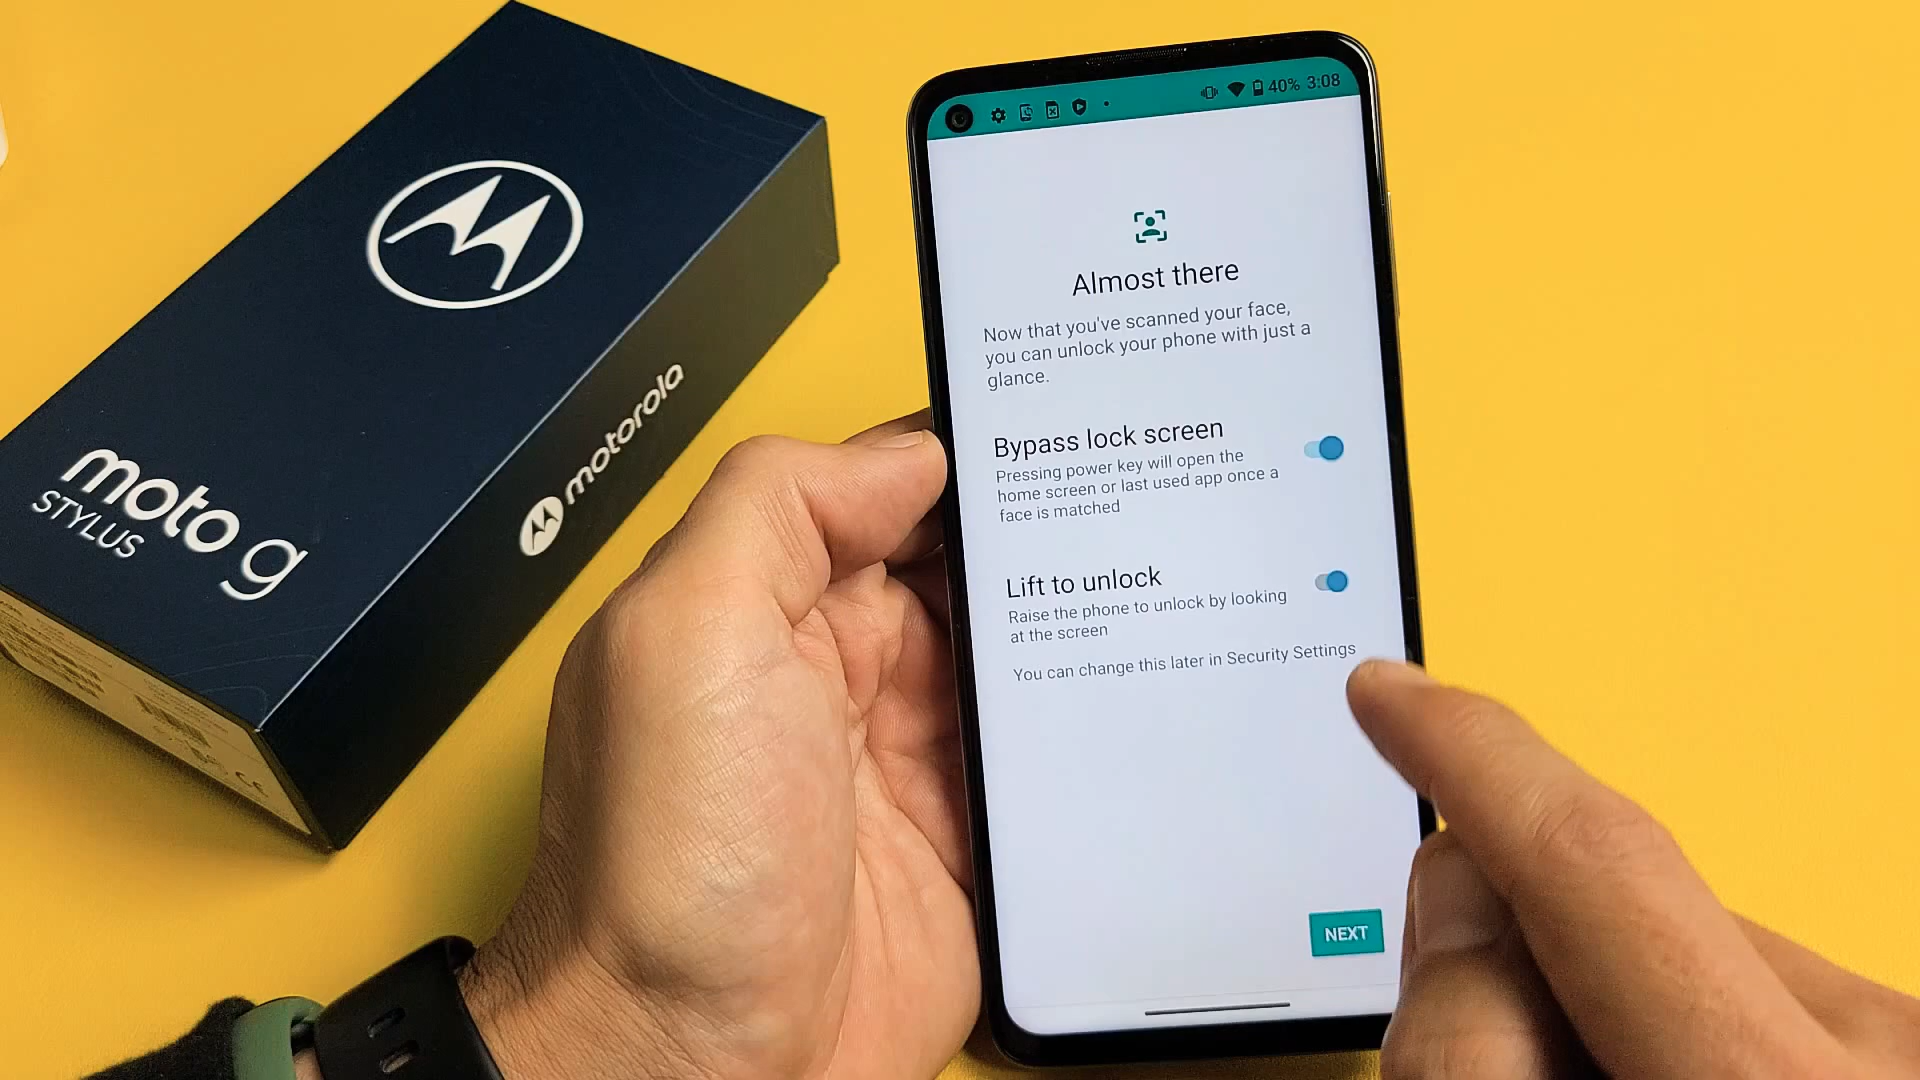 moto g
STYLUS
motorola
40% 3:08
Almost there
Now that you've scanned your face,
you can unlock your phone with just a
glance.
Bypass lock screen
Pressing power key will open the
home screen or last used app once a
face is matched
Lift to unlock
Raise the phone to unlock by looking
at the screen
You can change this later in Security Settings
NEXT